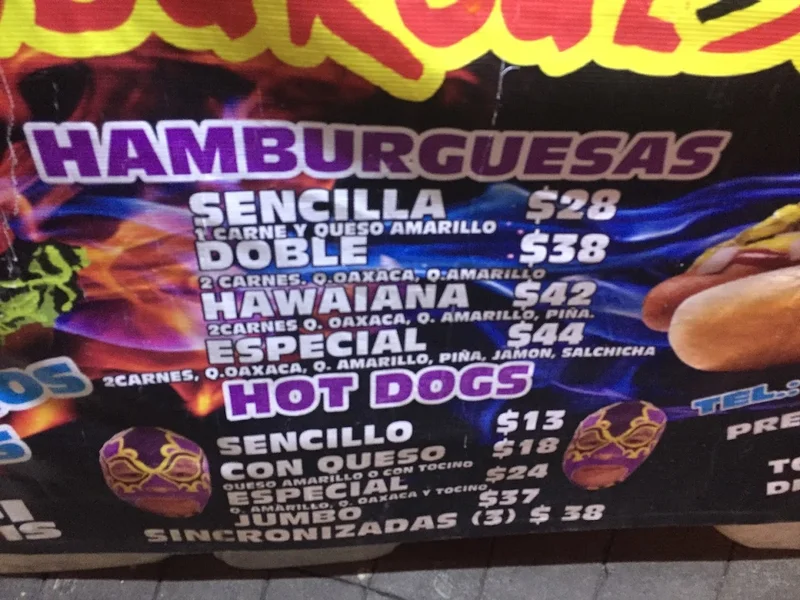 HAMBURGUESAS
SENCILLA $28
1 CARNE Y QUESO AMARILLO
DOBLE $38
2 CARNES, Q.OAXACA, Q.AMARILLO
HAWAIANA $42
2CARNES Q. OAXACA, Q. AMARILLO, PIÑA.
ESPECIAL $44
2CARNES, Q.OAXACA, Q. AMARILLO, PIÑA, JAMON, SALCHICHA
HOT DOGS
SENCILLO $13
CON QUESO $18
QUESO AMARILLO O CON TOCINO
ESPECIAL $24
Q. AMARILLO, Q. OAXACA Y TOCINO
JUMBO $37
SINCRONIZADAS (3) $ 38
TEL.: